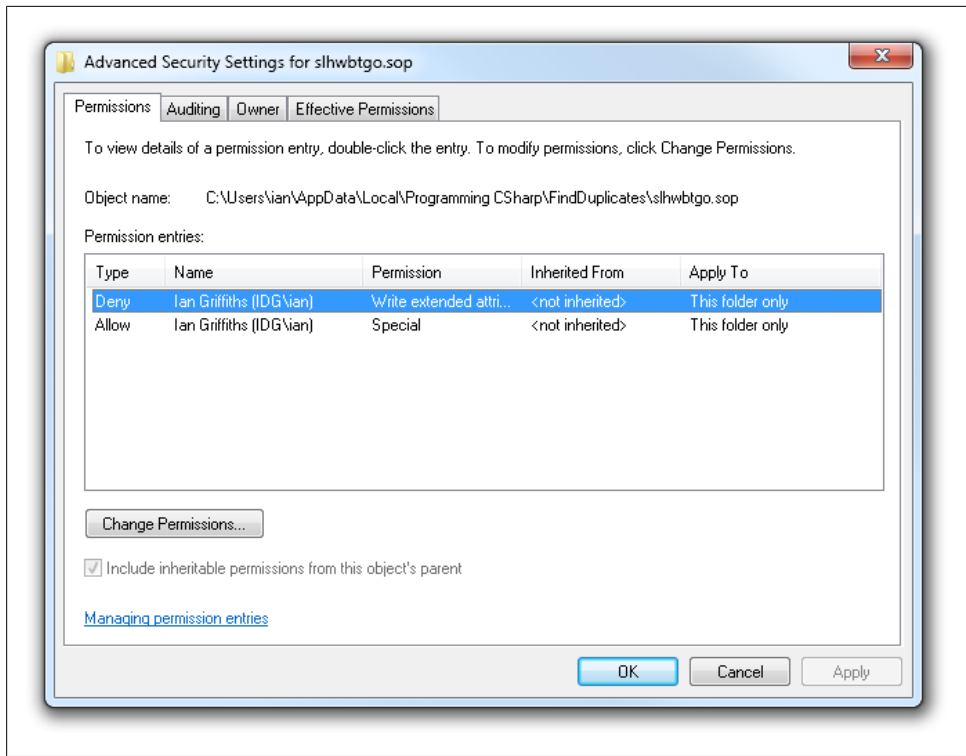 Advanced Security Settings for slhwbtgo.sop
Permissions Auditing Owner Effective Permissions
To view details of a permission entry, double-click the entry. To modify permissions, click Change Permissions.
Object name: C:\Users\ian\AppData\Local\Programming CSharp\FindDuplicates\slhwbtgo.sop
Permission entries:
Type Name Permission Inherited From Apply To
Deny Ian Griffiths (IDG\ian) Write extended attri... <not inherited> This folder only
Allow Ian Griffiths (IDG\ian) Special <not inherited> This folder only
Change Permissions...
Include inheritable permissions from this object's parent
Managing permission entries
OK Cancel Apply